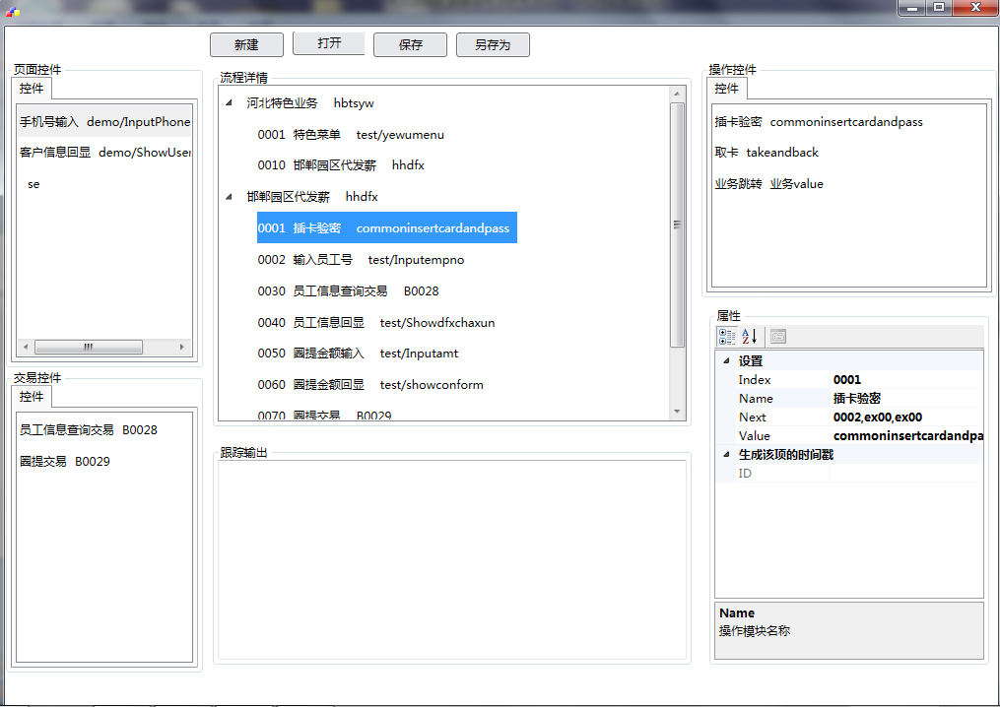 新建 打开 保存 另存为
页面控件
控件
手机号输入 demo/InputPhone
客户信息回显 demo/ShowUser
se
交易控件
控件
员工信息查询交易 B0028
圈提交易 B0029
流程详情
河北特色业务 hbtsyw
0001 特色菜单 test/yewumenu
0010 邯郸园区代发薪 hhdfx
邯郸园区代发薪 hhdfx
0001 插卡验密 commoninsertcardandpass
0002 输入员工号 test/Inputempno
0030 员工信息查询交易 B0028
0040 员工信息回显 test/Showdfxchaxun
0050 圈提金额输入 test/Inputamt
0060 圈提金额回显 test/showconform
0070 圈提交易 B0029
跟踪输出
操作控件
控件
插卡验密 commoninsertcardandpass
取卡 takeandback
业务跳转 业务value
属性
设置
Index 0001
Name 插卡验密
Next 0002,ex00,ex00
Value commoninsertcardandpa
生成该项的时间戳
ID
Name
操作模块名称